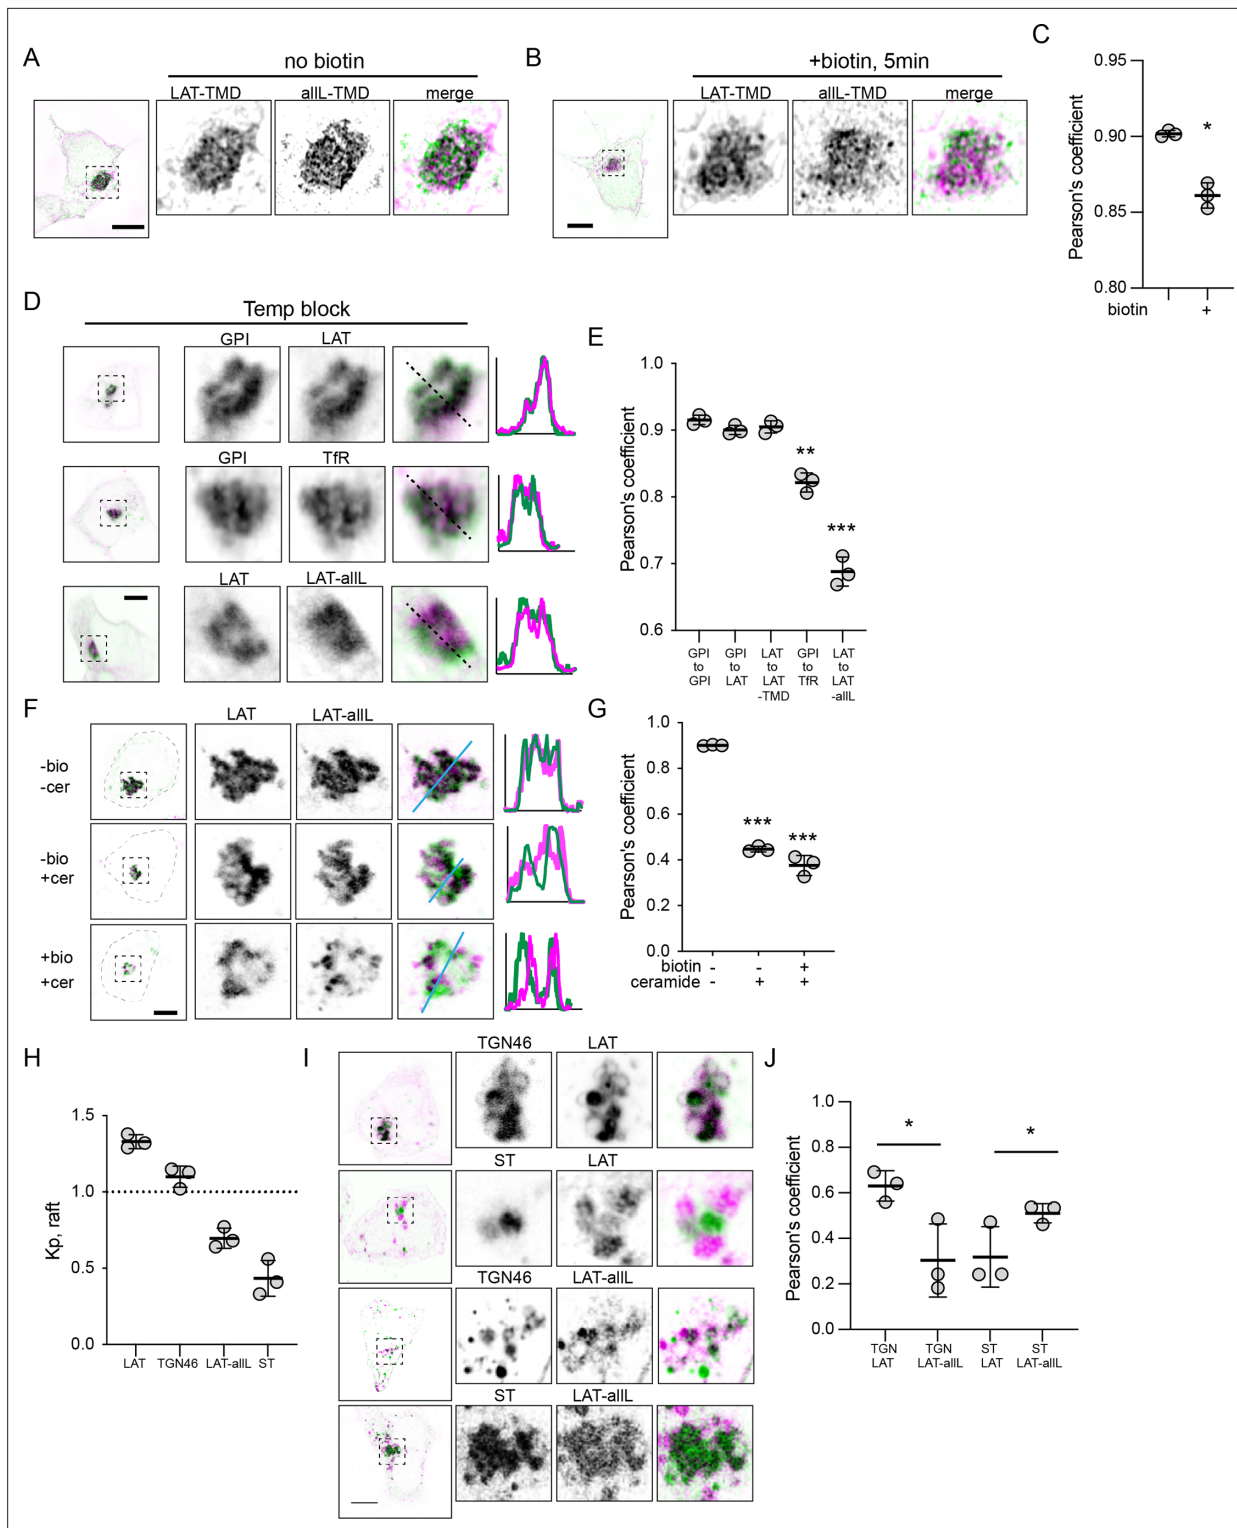 A
no biotin
LAT-TMD allL-TMD merge
B
+biotin, 5min
LAT-TMD allL-TMD merge
C
0.95
0.90
0.85
0.80
Pearson's coefficient
*
biotin +
D
Temp block
GPI LAT
GPI TfR
LAT LAT-allL
E
1.0
0.9
0.8
0.7
0.6
Pearson's coefficient
**
***
GPI to GPI
GPI to LAT
LAT to LAT -TMD
GPI to TfR
LAT to LAT -allL
F
LAT LAT-allL
-bio
-cer
-bio
+cer
+bio
+cer
G
1.0
0.8
0.6
0.4
0.2
0.0
Pearson's coefficient
*** ***
biotin - - +
ceramide - + +
H
1.5
1.0
0.5
0.0
Kp, raft
LAT TGN46 LAT-allL ST
I
TGN46 LAT
ST LAT
TGN46 LAT-allL
ST LAT-allL
J
1.0
0.8
0.6
0.4
0.2
0.0
Pearson's coefficient
* *
TGN LAT
TGN LAT-allL
ST LAT
ST LAT-allL